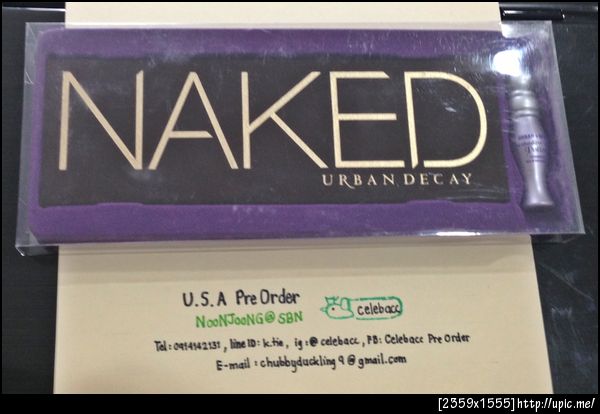 NAKED
URBAN DECAY
U.S.A Pre Order
NOONJOONG@SBN
celebacc
Tel: 0914142131, line ID: k.tie, ig:@celebacc, FB: Celebacc Pre Order
E-mail: chubbyduckling9@gmail.com
[2359x1555]http://upic.me/